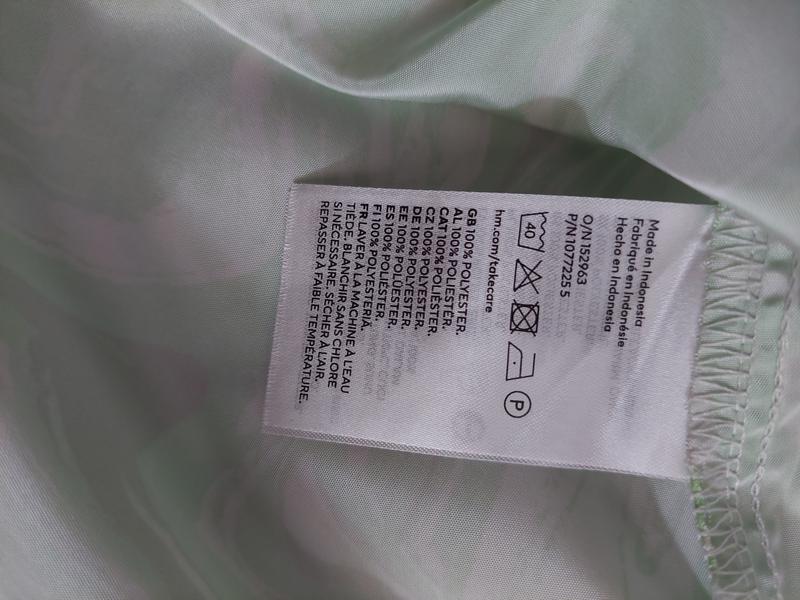 Made in Indonesia
Fabriqué en Indonésie
Hecho en Indonesia
O/N 152963
P/N 1077225 5
40
P
hm.com/takecare
GB 100% POLYESTER.
AL 100% POLIESTËR.
CAT 100% POLIÈSTER.
CZ 100% POLYESTER.
DE 100% POLYESTER.
EE 100% POLÜESTER.
ES 100% POLIÉSTER.
FI 100% POLYESTERIÄ.
FR LAVER À LA MACHINE À L'EAU
TIÈDE, BLANCHIR SANS CHLORE
SI NÉCESSAIRE, SÉCHER À L'AIR.
REPASSER À FAIBLE TEMPÉRATURE.